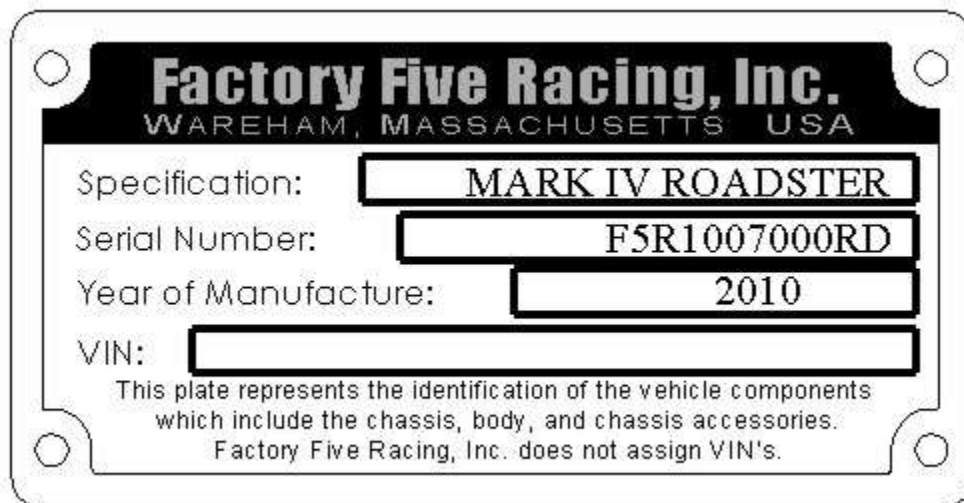 Factory Five Racing, Inc.
WAREHAM, MASSACHUSETTS USA
Specification: MARK IV ROADSTER
Serial Number: F5R1007000RD
Year of Manufacture: 2010
VIN:
This plate represents the identification of the vehicle components
which include the chassis, body, and chassis accessories.
Factory Five Racing, Inc. does not assign VIN's.